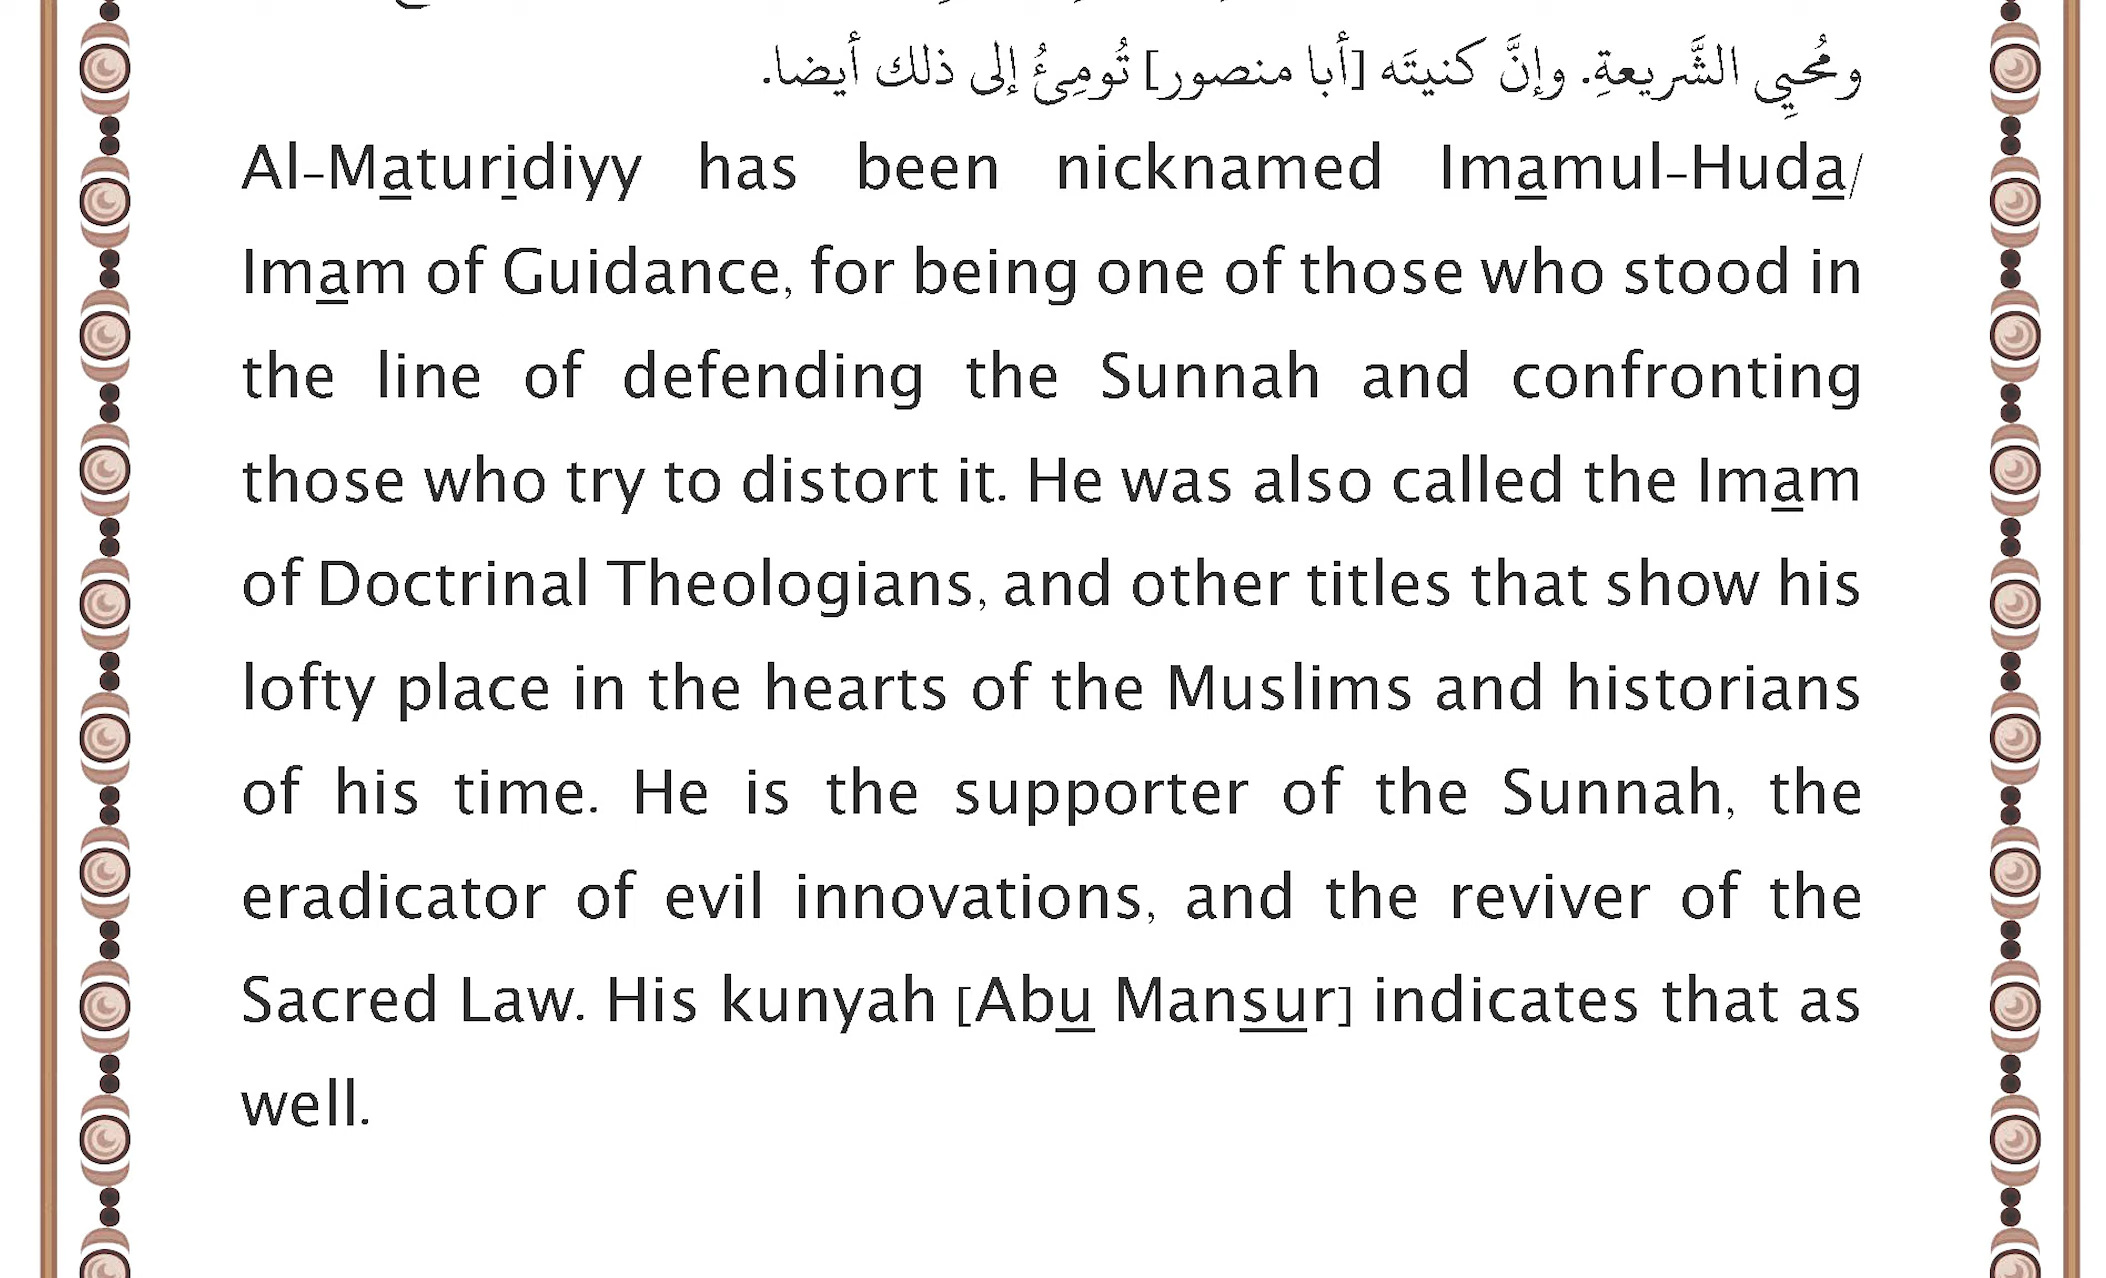 ومُحيِي الشَّريعةِ. وإنَّ كنيتَه [أبا منصور] تُومِئُ إلى ذلك أيضا.
Al-Maturidiyy has been nicknamed Imamul-Huda/
Imam of Guidance, for being one of those who stood in
the line of defending the Sunnah and confronting
those who try to distort it. He was also called the Imam
of Doctrinal Theologians, and other titles that show his
lofty place in the hearts of the Muslims and historians
of his time. He is the supporter of the Sunnah, the
eradicator of evil innovations, and the reviver of the
Sacred Law. His kunyah [Abu Mansur] indicates that as
well.